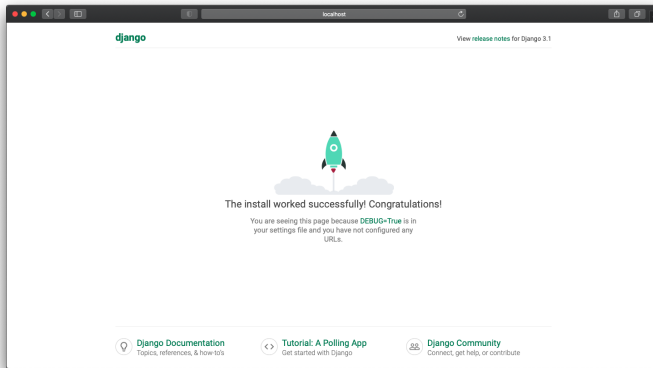 localhost
django
View release notes for Django 3.1
The install worked successfully! Congratulations!
You are seeing this page because DEBUG=True is in
your settings file and you have not configured any
URLs.
Django Documentation
Topics, references, & how-to's
Tutorial: A Polling App
Get started with Django
Django Community
Connect, get help, or contribute